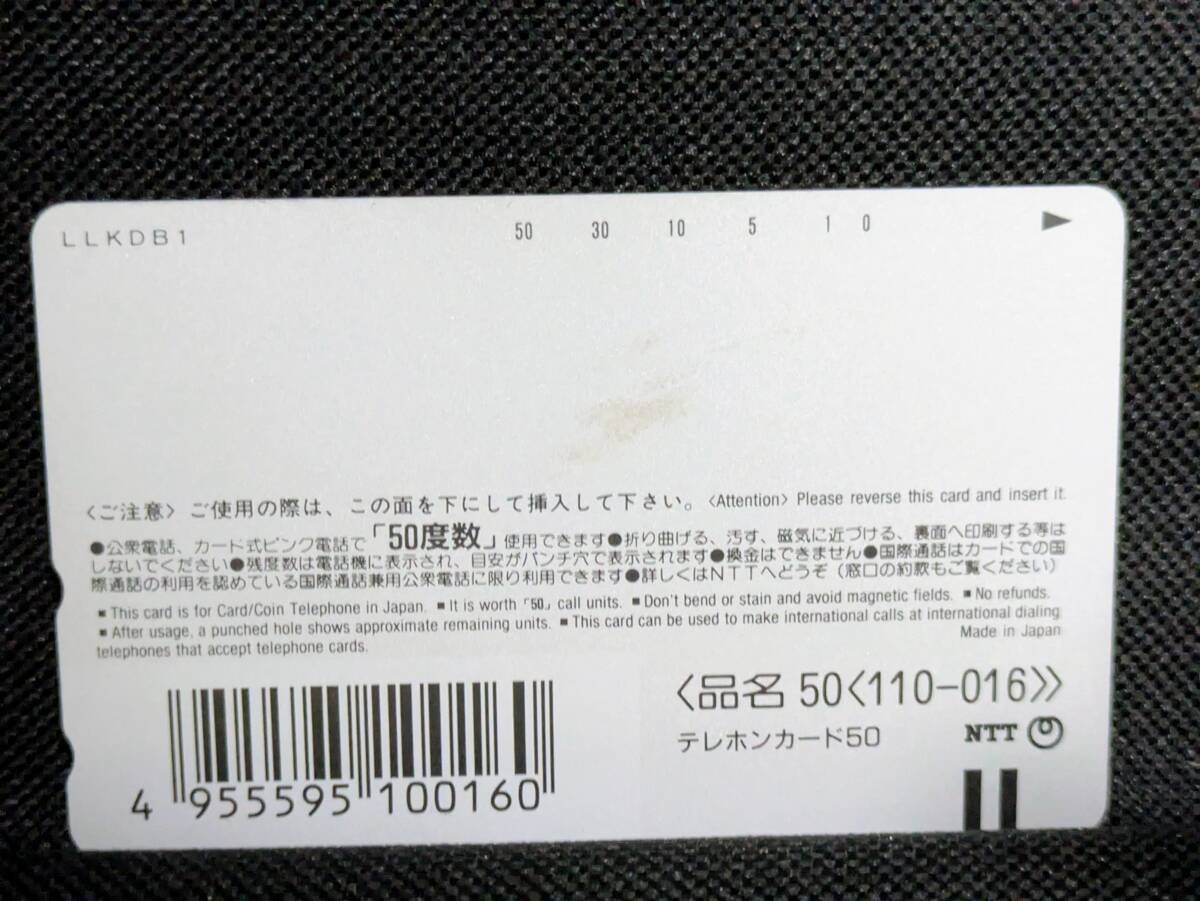 LLKDB1 50 30 10 5 1 0
〈ご注意〉ご使用の際は、この面を下にして挿入して下さい。〈Attention〉Please reverse this card and insert it.
●公衆電話、カード式ピンク電話で「50度数」使用できます●折り曲げる、汚す、磁気に近づける、裏面へ印刷する等は
しないでください●残度数は電話機に表示され、目安がパンチ穴で表示されます●換金はできません●国際通話はカードでの国
際通話の利用を認めている国際通話兼用公衆電話に限り利用できます●詳しくはNTTへどうぞ(窓口の約款もご覧ください)
■This card is for Card/Coin Telephone in Japan. ■It is worth「50」call units. ■Don't bend or stain and avoid magnetic fields. ■No refunds.
■After usage, a punched hole shows approximate remaining units. ■This card can be used to make international calls at international dialing
telephones that accept telephone cards. Made in Japan
〈品名 50〈110-016〉〉
テレホンカード50 NTT
4 955595 100160